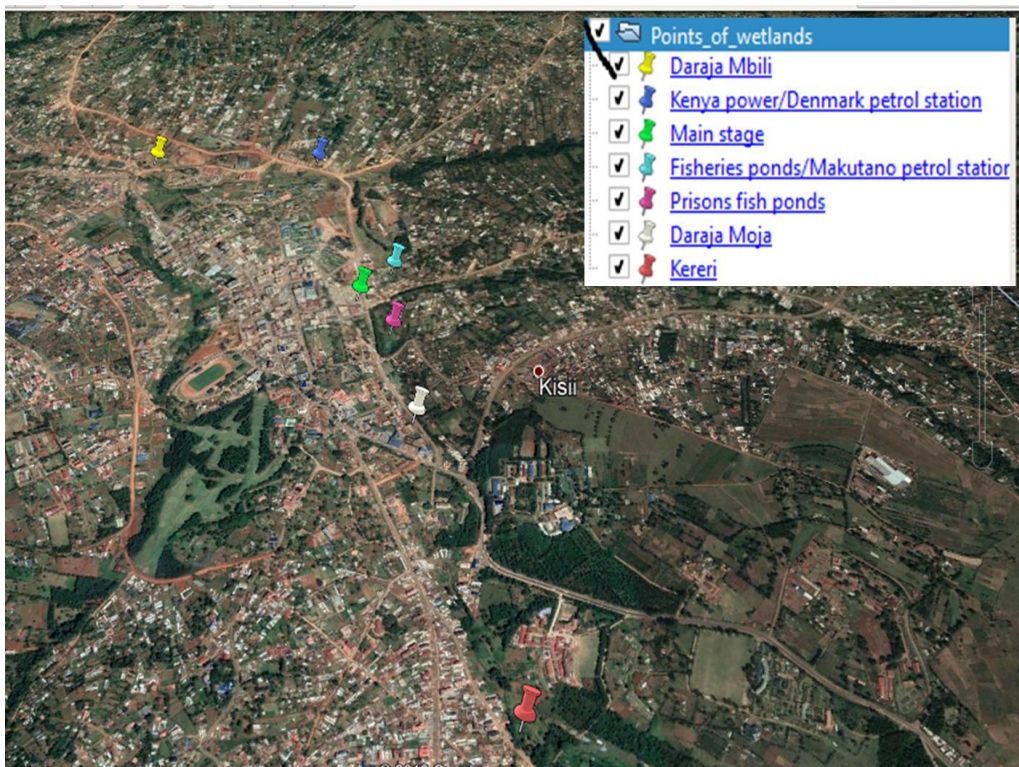 Points_of_wetlands
Daraja Mbili
Kenya power/Denmark petrol station
Main stage
Fisheries ponds/Makutano petrol station
Prisons fish ponds
Daraja Moja
Kereri
Kisii